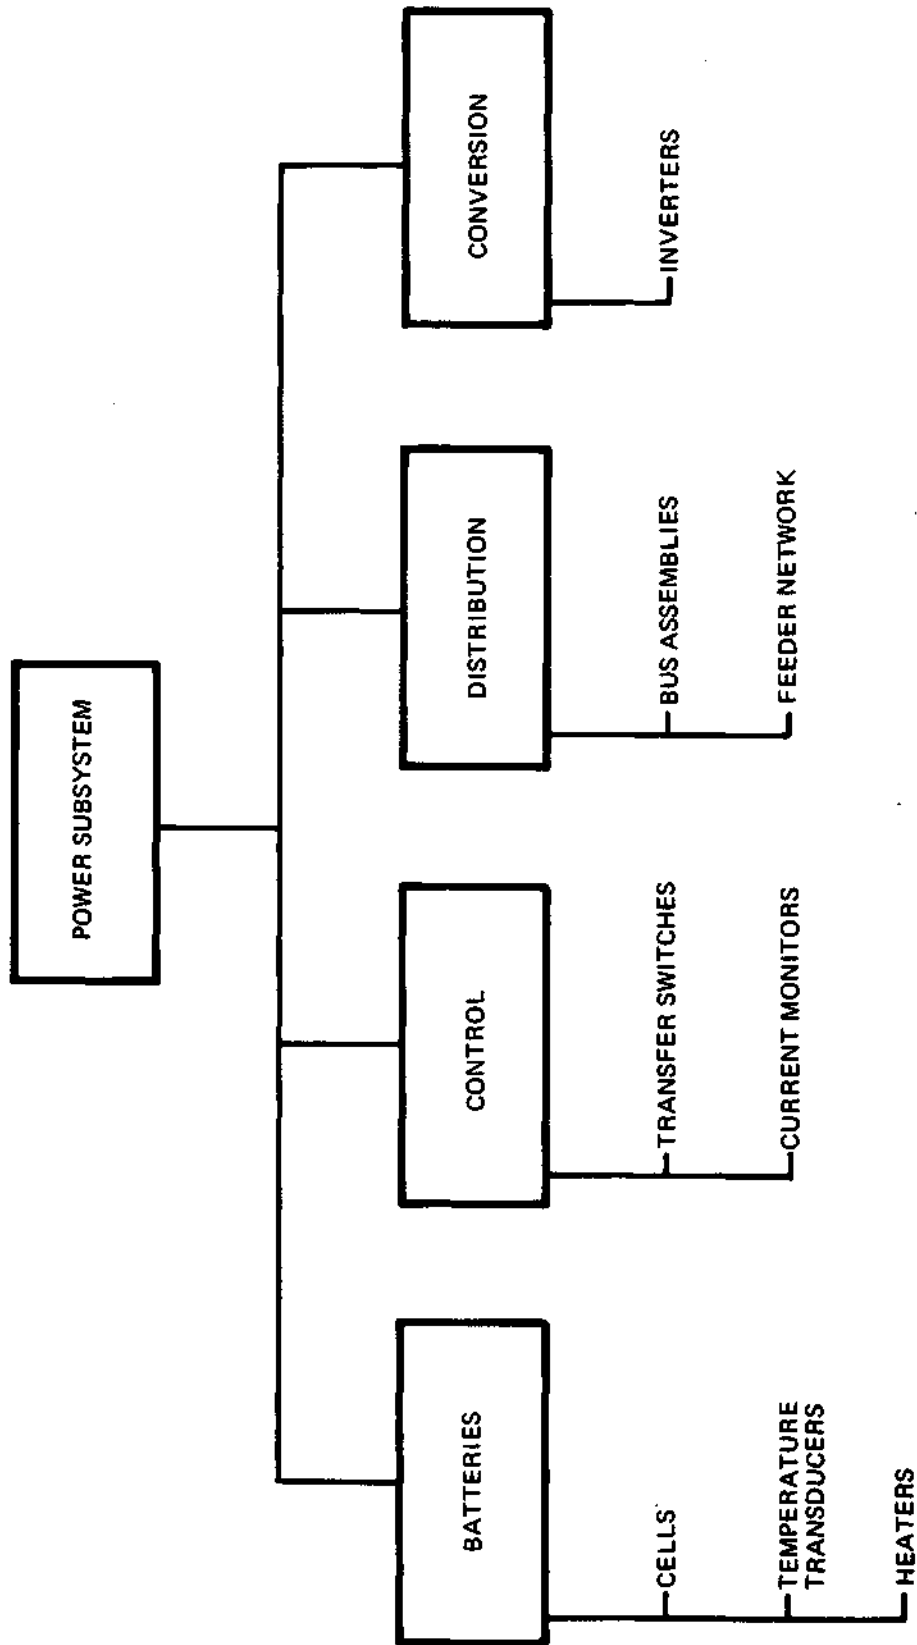 POWER SUBSYSTEM
BATTERIES
CELLS
TEMPERATURE
TRANSDUCERS
HEATERS
CONTROL
TRANSFER SWITCHES
CURRENT MONITORS
DISTRIBUTION
BUS ASSEMBLIES
FEEDER NETWORK
CONVERSION
INVERTERS